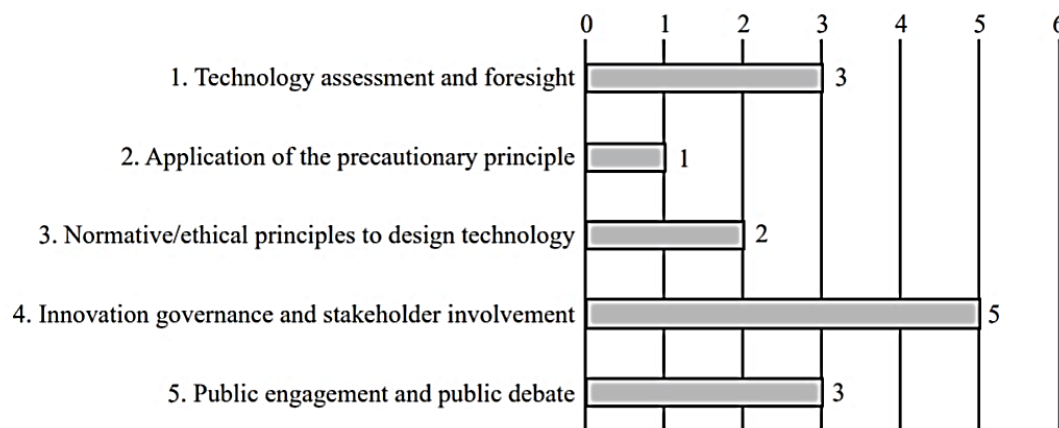 0 1 2 3 4 5 6
1. Technology assessment and foresight 3
2. Application of the precautionary principle 1
3. Normative/ethical principles to design technology 2
4. Innovation governance and stakeholder involvement 5
5. Public engagement and public debate 3